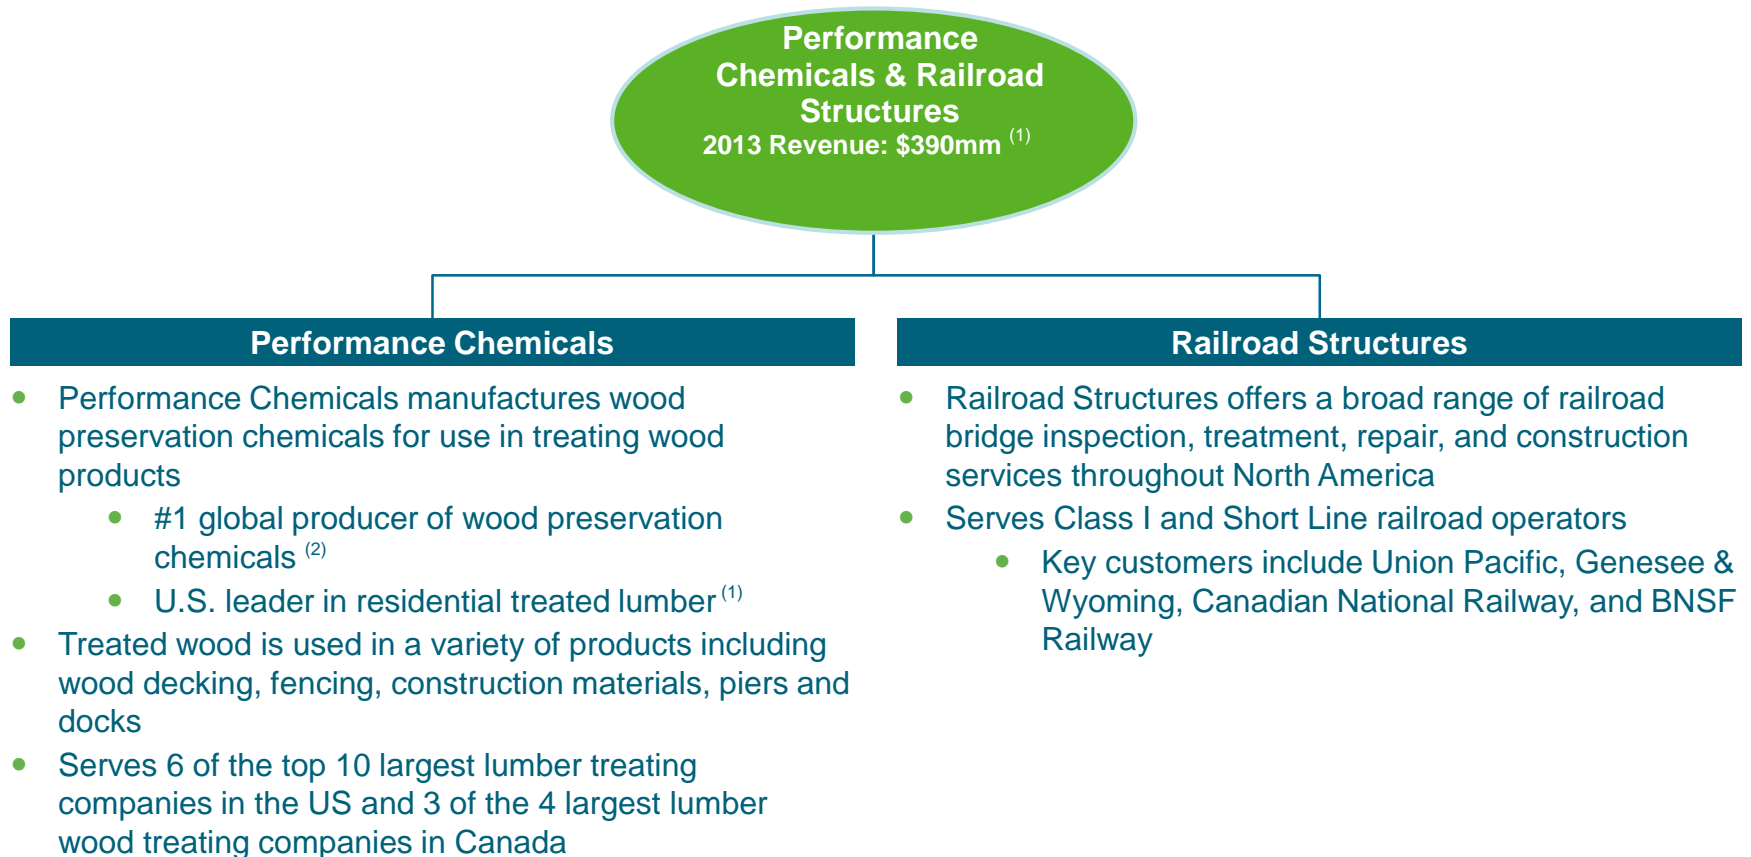 Performance
Chemicals & Railroad
Structures
2013 Revenue: $390mm (1)
Performance Chemicals
• Performance Chemicals manufactures wood
preservation chemicals for use in treating wood
products
• #1 global producer of wood preservation
chemicals (2)
• U.S. leader in residential treated lumber (1)
• Treated wood is used in a variety of products including
wood decking, fencing, construction materials, piers and
docks
• Serves 6 of the top 10 largest lumber treating
companies in the US and 3 of the 4 largest lumber
wood treating companies in Canada
Railroad Structures
• Railroad Structures offers a broad range of railroad
bridge inspection, treatment, repair, and construction
services throughout North America
• Serves Class I and Short Line railroad operators
• Key customers include Union Pacific, Genesee &
Wyoming, Canadian National Railway, and BNSF
Railway